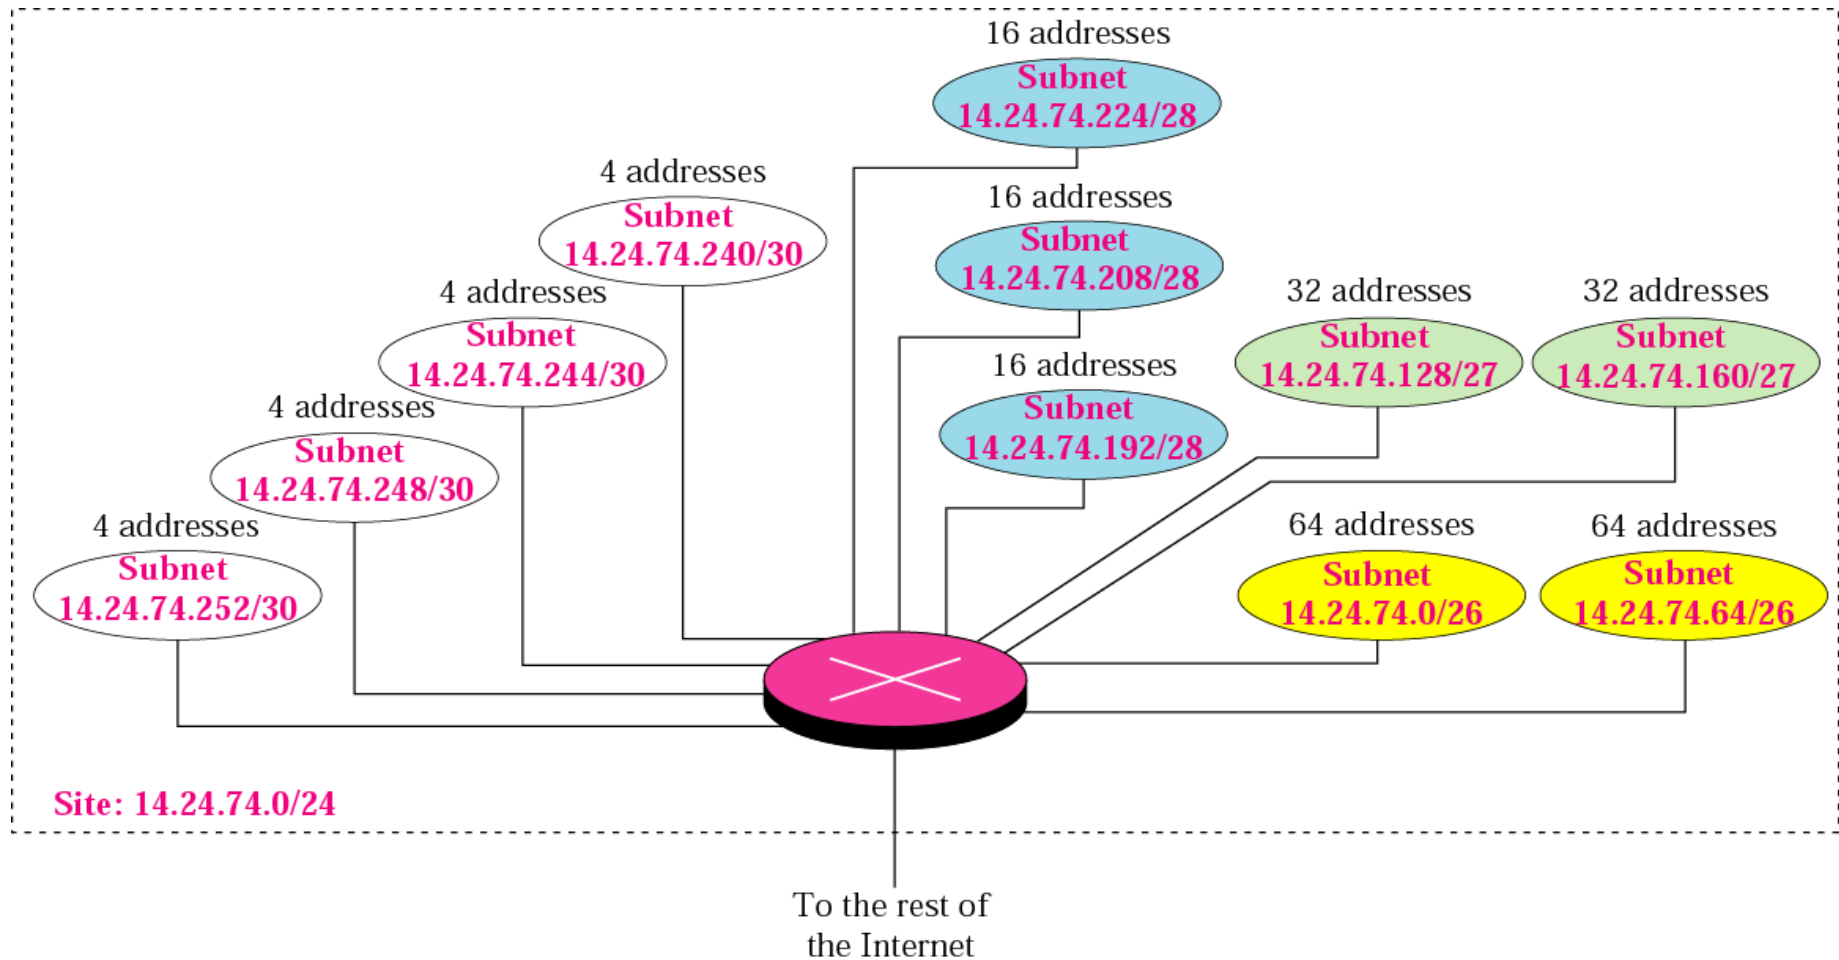 16 addresses
Subnet
14.24.74.224/28
4 addresses
Subnet
14.24.74.240/30
16 addresses
Subnet
14.24.74.208/28
4 addresses
Subnet
14.24.74.244/30
32 addresses
Subnet
14.24.74.128/27
32 addresses
Subnet
14.24.74.160/27
16 addresses
Subnet
14.24.74.192/28
4 addresses
Subnet
14.24.74.248/30
4 addresses
Subnet
14.24.74.252/30
64 addresses
Subnet
14.24.74.0/26
64 addresses
Subnet
14.24.74.64/26
Site: 14.24.74.0/24
To the rest of
the Internet